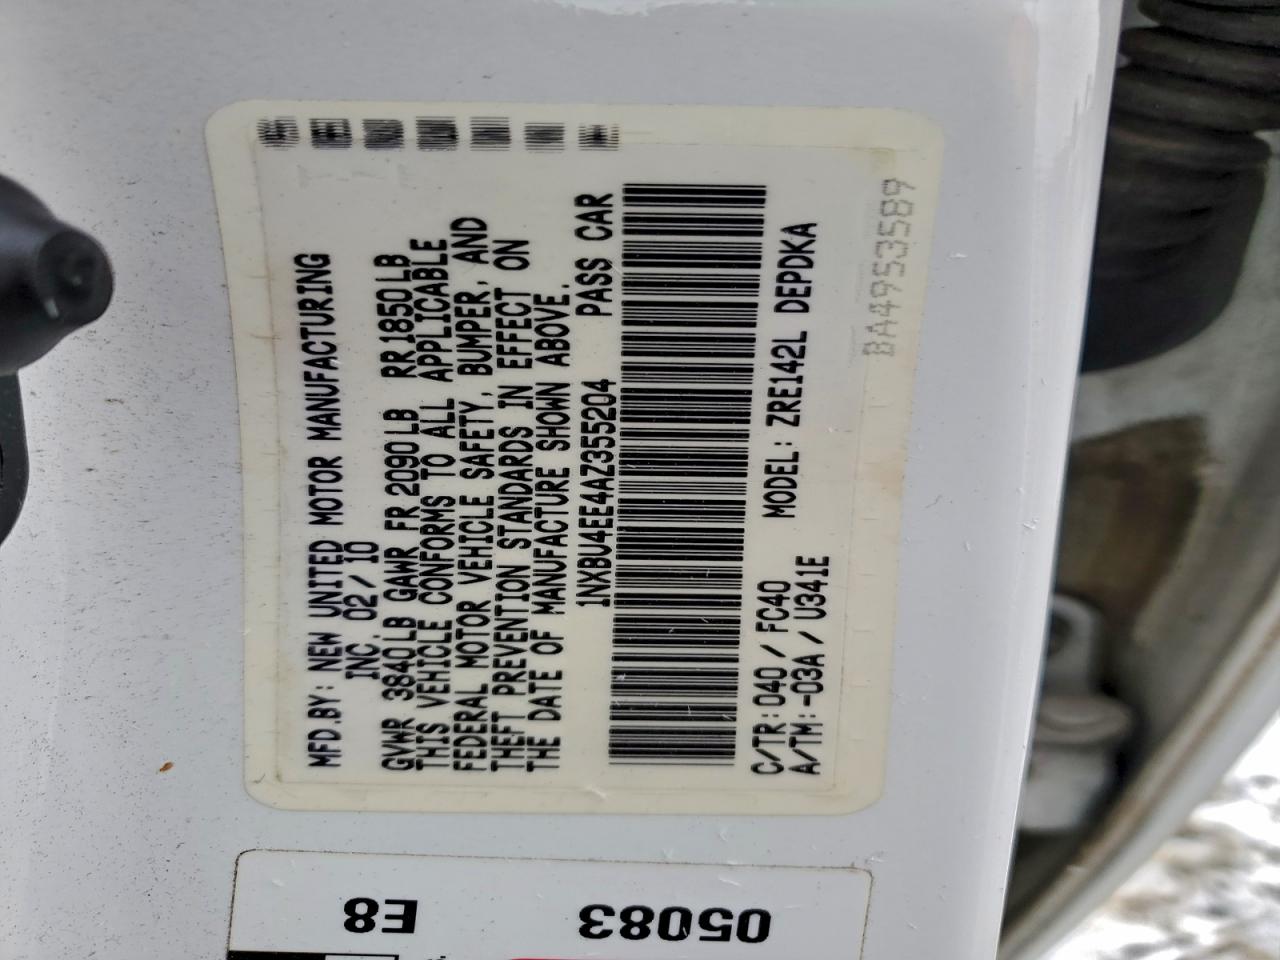 MFD.BY: NEW UNITED MOTOR MANUFACTURING
INC. 02/10
GVWR 3840LB GAWR FR 2090LB RR1850LB
THIS VEHICLE CONFORMS TO ALL APPLICABLE
FEDERAL MOTOR VEHICLE SAFETY, BUMPER, AND
THEFT PREVENTION STANDARDS IN EFFECT ON
THE DATE OF MANUFACTURE SHOWN ABOVE.
1NXBU4EE4AZ355204 PASS CAR
C/TR:040/FC40 MODEL: ZRE142L DEPDKA
A/TM:-03A/U341E
BA4953589
E8 05083